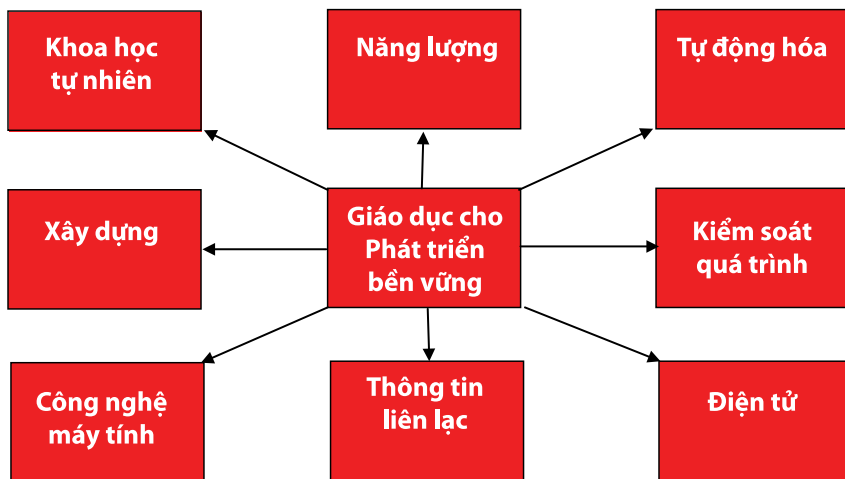 Khoa học
tự nhiên
Năng lượng
Tự động hóa
Xây dựng
Giáo dục cho
Phát triển
bền vững
Kiểm soát
quá trình
Công nghệ
máy tính
Thông tin
liên lạc
Điện tử